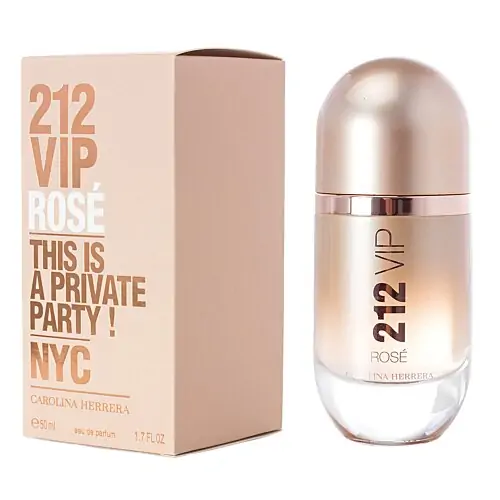 212
VIP
ROSÉ
THIS IS
A PRIVATE
PARTY !
NYC
CAROLINA HERRERA
℮50 ml
eau de parfum
1.7 FL OZ
212 VIP
ROSÉ
LINA HERRERA